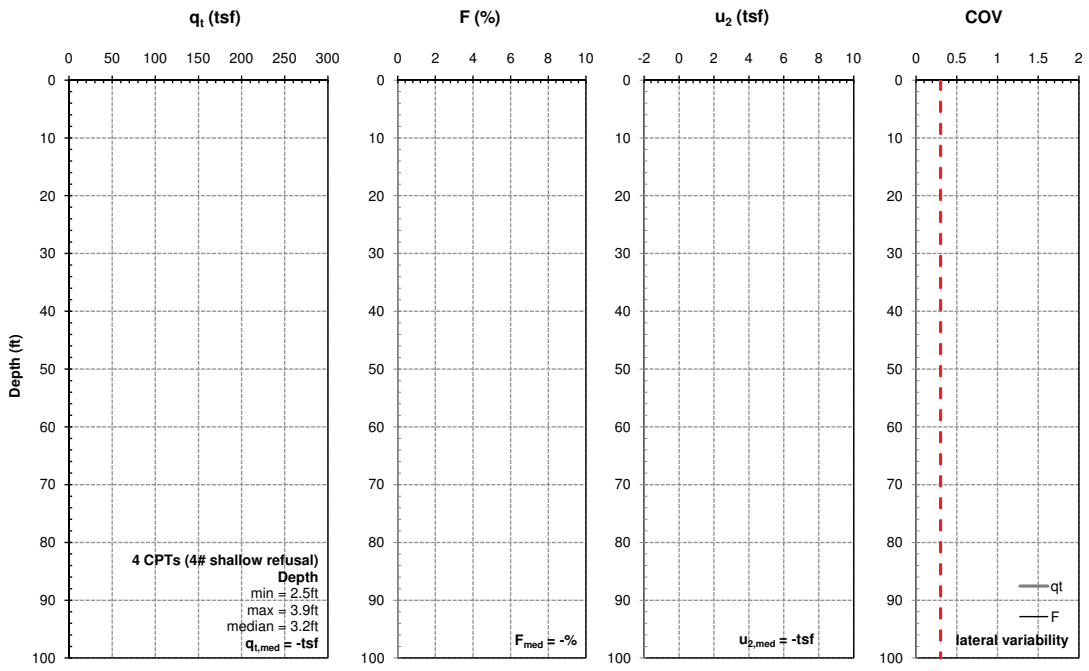 qt (tsf)
F (%)
u2 (tsf)
COV
0 50 100 150 200 250 300
0 2 4 6 8 10
-2 0 2 4 6 8 10
0 0.5 1 1.5 2
Depth (ft)
0
10
20
30
40
50
60
70
80
90
100
4 CPTs (4# shallow refusal)
Depth
min = 2.5ft
max = 3.9ft
median = 3.2ft
qt,med = -tsf
0
10
20
30
40
50
60
70
80
90
100
Fmed = -%
0
10
20
30
40
50
60
70
80
90
100
u2,med = -tsf
0
10
20
30
40
50
60
70
80
90
100
qt
F
lateral variability